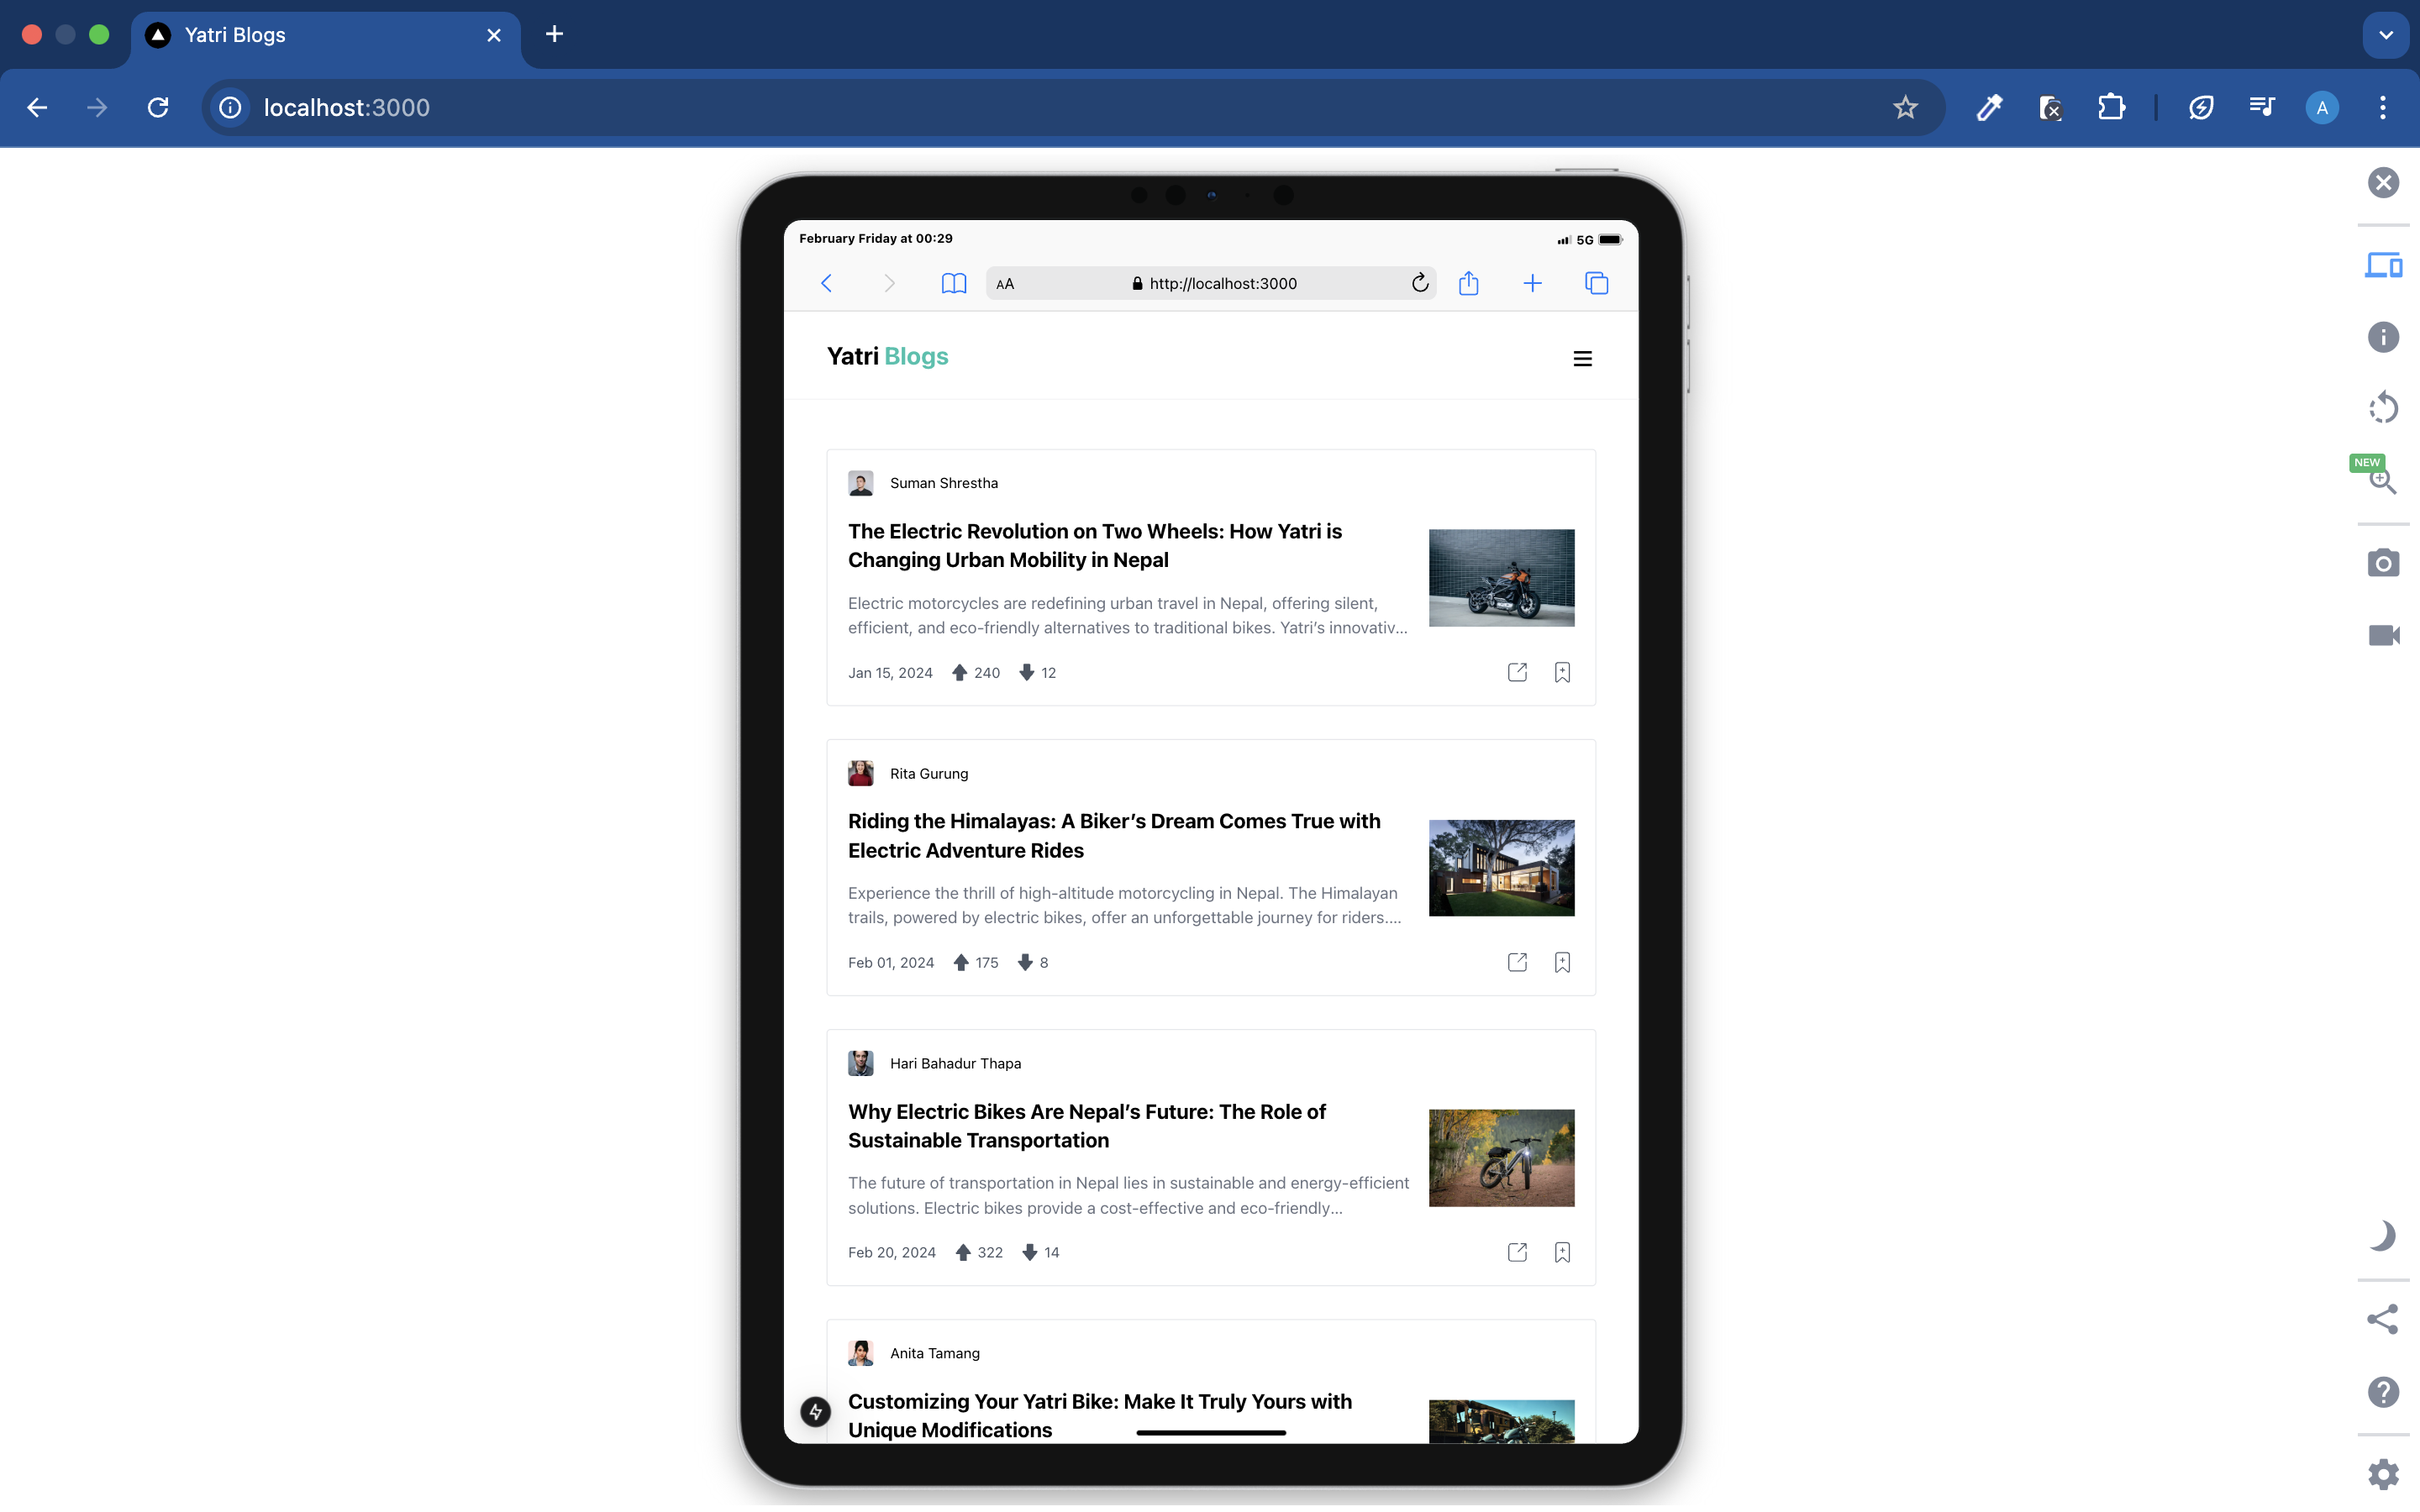 Yatri Blogs
localhost:3000
A
February Friday at 00:29
5G
AA
http://localhost:3000
Yatri Blogs
NEW
Suman Shrestha
The Electric Revolution on Two Wheels: How Yatri is
Changing Urban Mobility in Nepal
Electric motorcycles are redefining urban travel in Nepal, offering silent,
efficient, and eco-friendly alternatives to traditional bikes. Yatri’s innovativ...
Jan 15, 2024 240 12
Rita Gurung
Riding the Himalayas: A Biker’s Dream Comes True with
Electric Adventure Rides
Experience the thrill of high-altitude motorcycling in Nepal. The Himalayan
trails, powered by electric bikes, offer an unforgettable journey for riders....
Feb 01, 2024 175 8
Hari Bahadur Thapa
Why Electric Bikes Are Nepal’s Future: The Role of
Sustainable Transportation
The future of transportation in Nepal lies in sustainable and energy-efficient
solutions. Electric bikes provide a cost-effective and eco-friendly...
Feb 20, 2024 322 14
Anita Tamang
Customizing Your Yatri Bike: Make It Truly Yours with
Unique Modifications